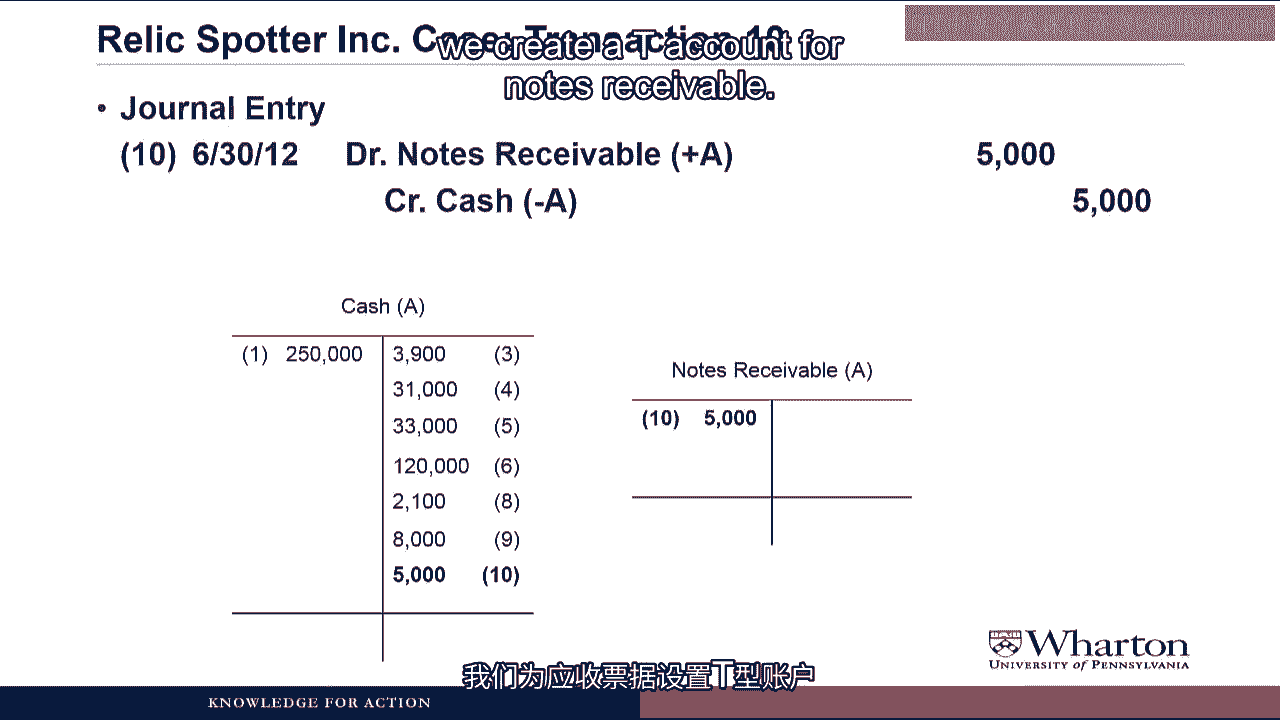 Relic Spotter Inc. Case: Transaction 10
we create a T account for
notes receivable.
• Journal Entry
(10) 6/30/12 Dr. Notes Receivable (+A) 5,000
Cr. Cash (-A) 5,000
Cash (A)
(1) 250,000 3,900 (3)
31,000 (4)
33,000 (5)
120,000 (6)
2,100 (8)
8,000 (9)
5,000 (10)
Notes Receivable (A)
(10) 5,000
Wharton
UNIVERSITY of PENNSYLVANIA
我们为应收票据设置T型账户
KNOWLEDGE FOR ACTION